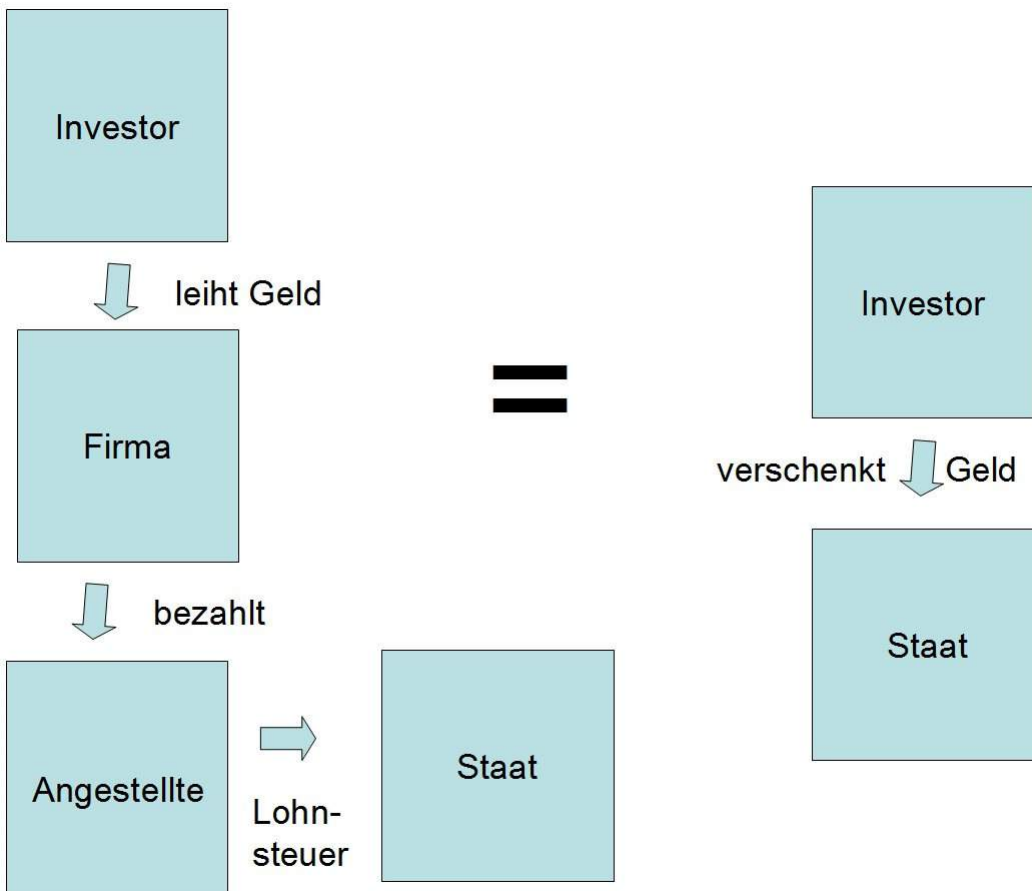 Investor
leiht Geld
Firma
bezahlt
Angestellte
Lohn-
steuer
Staat
=
Investor
verschenkt Geld
Staat